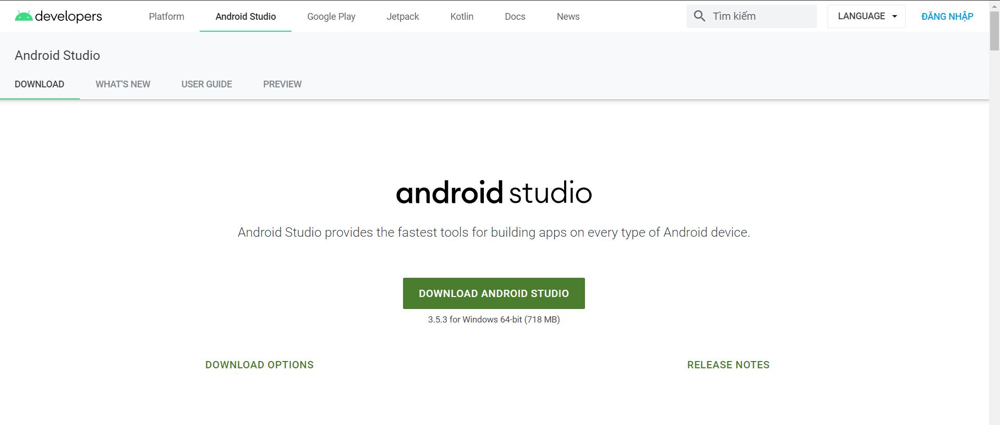 developers Platform Android Studio Google Play Jetpack Kotlin Docs News Tìm kiếm LANGUAGE ĐĂNG NHẬP
Android Studio
DOWNLOAD WHAT'S NEW USER GUIDE PREVIEW
android studio
Android Studio provides the fastest tools for building apps on every type of Android device.
DOWNLOAD ANDROID STUDIO
3.5.3 for Windows 64-bit (718 MB)
DOWNLOAD OPTIONS RELEASE NOTES